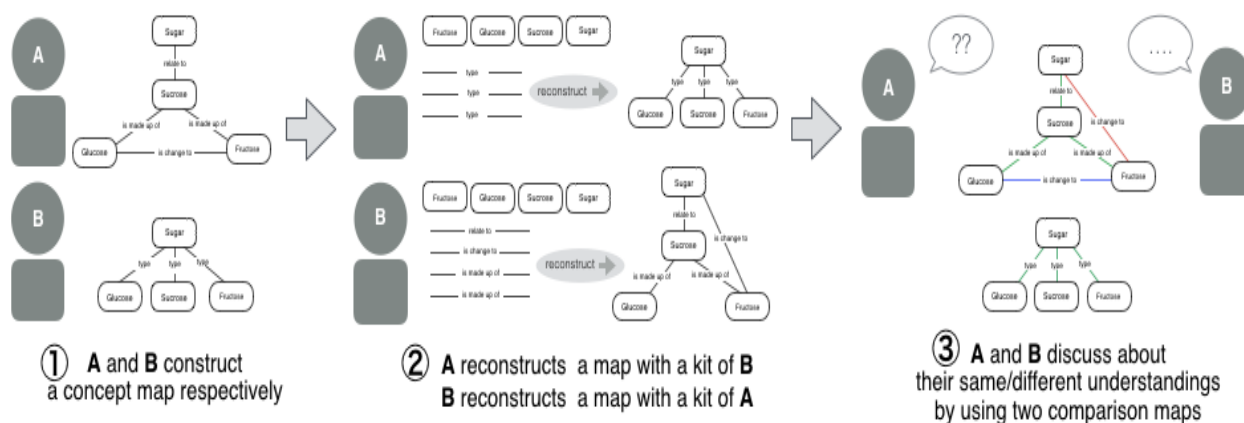 A
Sugar
relate to
Sucrose
is made up of
is made up of
Glucose
is change to
Fructose
B
Sugar
type
type
type
Glucose
Sucrose
Fructose
① A and B construct
a concept map respectively
A
Fructose
Glucose
Sucrose
Sugar
type
type
type
reconstruct
Sugar
type
type
type
Glucose
Sucrose
Fructose
B
Fructose
Glucose
Sucrose
Sugar
relate to
is change to
is made up of
is made up of
reconstruct
Sugar
relate to
Sucrose
is change to
is made up of
is made up of
Glucose
Fructose
② A reconstructs a map with a kit of B
B reconstructs a map with a kit of A
A
??
....
B
Sugar
relate to
Sucrose
is change to
is made up of
is made up of
Glucose
is change to
Fructose
Sugar
type
type
type
Glucose
Sucrose
Fructose
③ A and B discuss about
their same/different understandings
by using two comparison maps